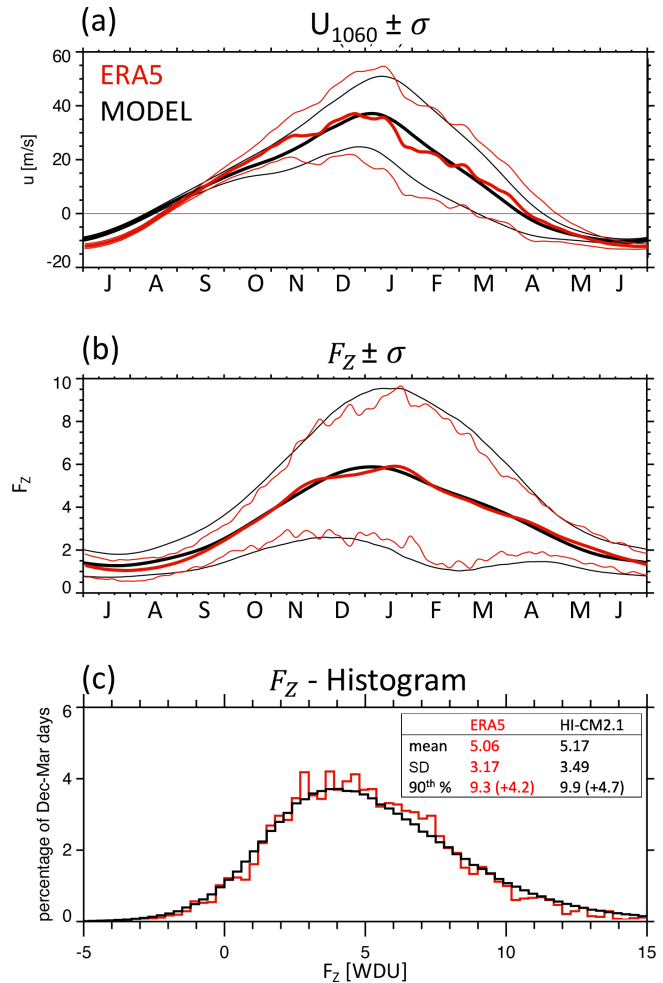 (a) U1060 ± σ
60
ERA5
MODEL
40
20
0
-20
u [m/s]
J A S O N D J F M A M J
(b) FZ ± σ
10
8
6
4
2
0
FZ
J A S O N D J F M A M J
(c) FZ - Histogram
6
4
2
0
percentage of Dec-Mar days
ERA5 HI-CM2.1
mean 5.06 5.17
SD 3.17 3.49
90th % 9.3 (+4.2) 9.9 (+4.7)
-5 0 5 10 15
FZ [WDU]